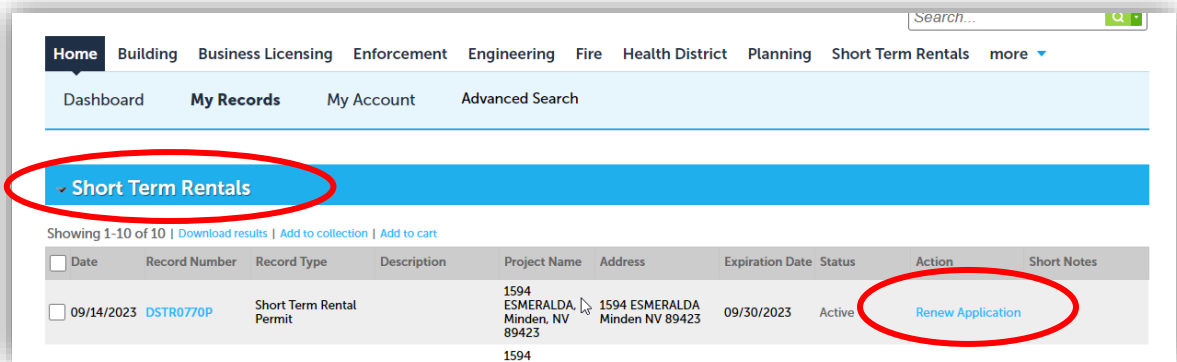 Search...
Home Building Business Licensing Enforcement Engineering Fire Health District Planning Short Term Rentals more
Dashboard My Records My Account Advanced Search
Short Term Rentals
Showing 1-10 of 10 | Download results | Add to collection | Add to cart
Date Record Number Record Type Description Project Name Address Expiration Date Status Action Short Notes
09/14/2023 DSTR0770P Short Term Rental Permit 1594 ESMERALDA, Minden, NV 89423 1594 ESMERALDA Minden NV 89423 09/30/2023 Active Renew Application
1594